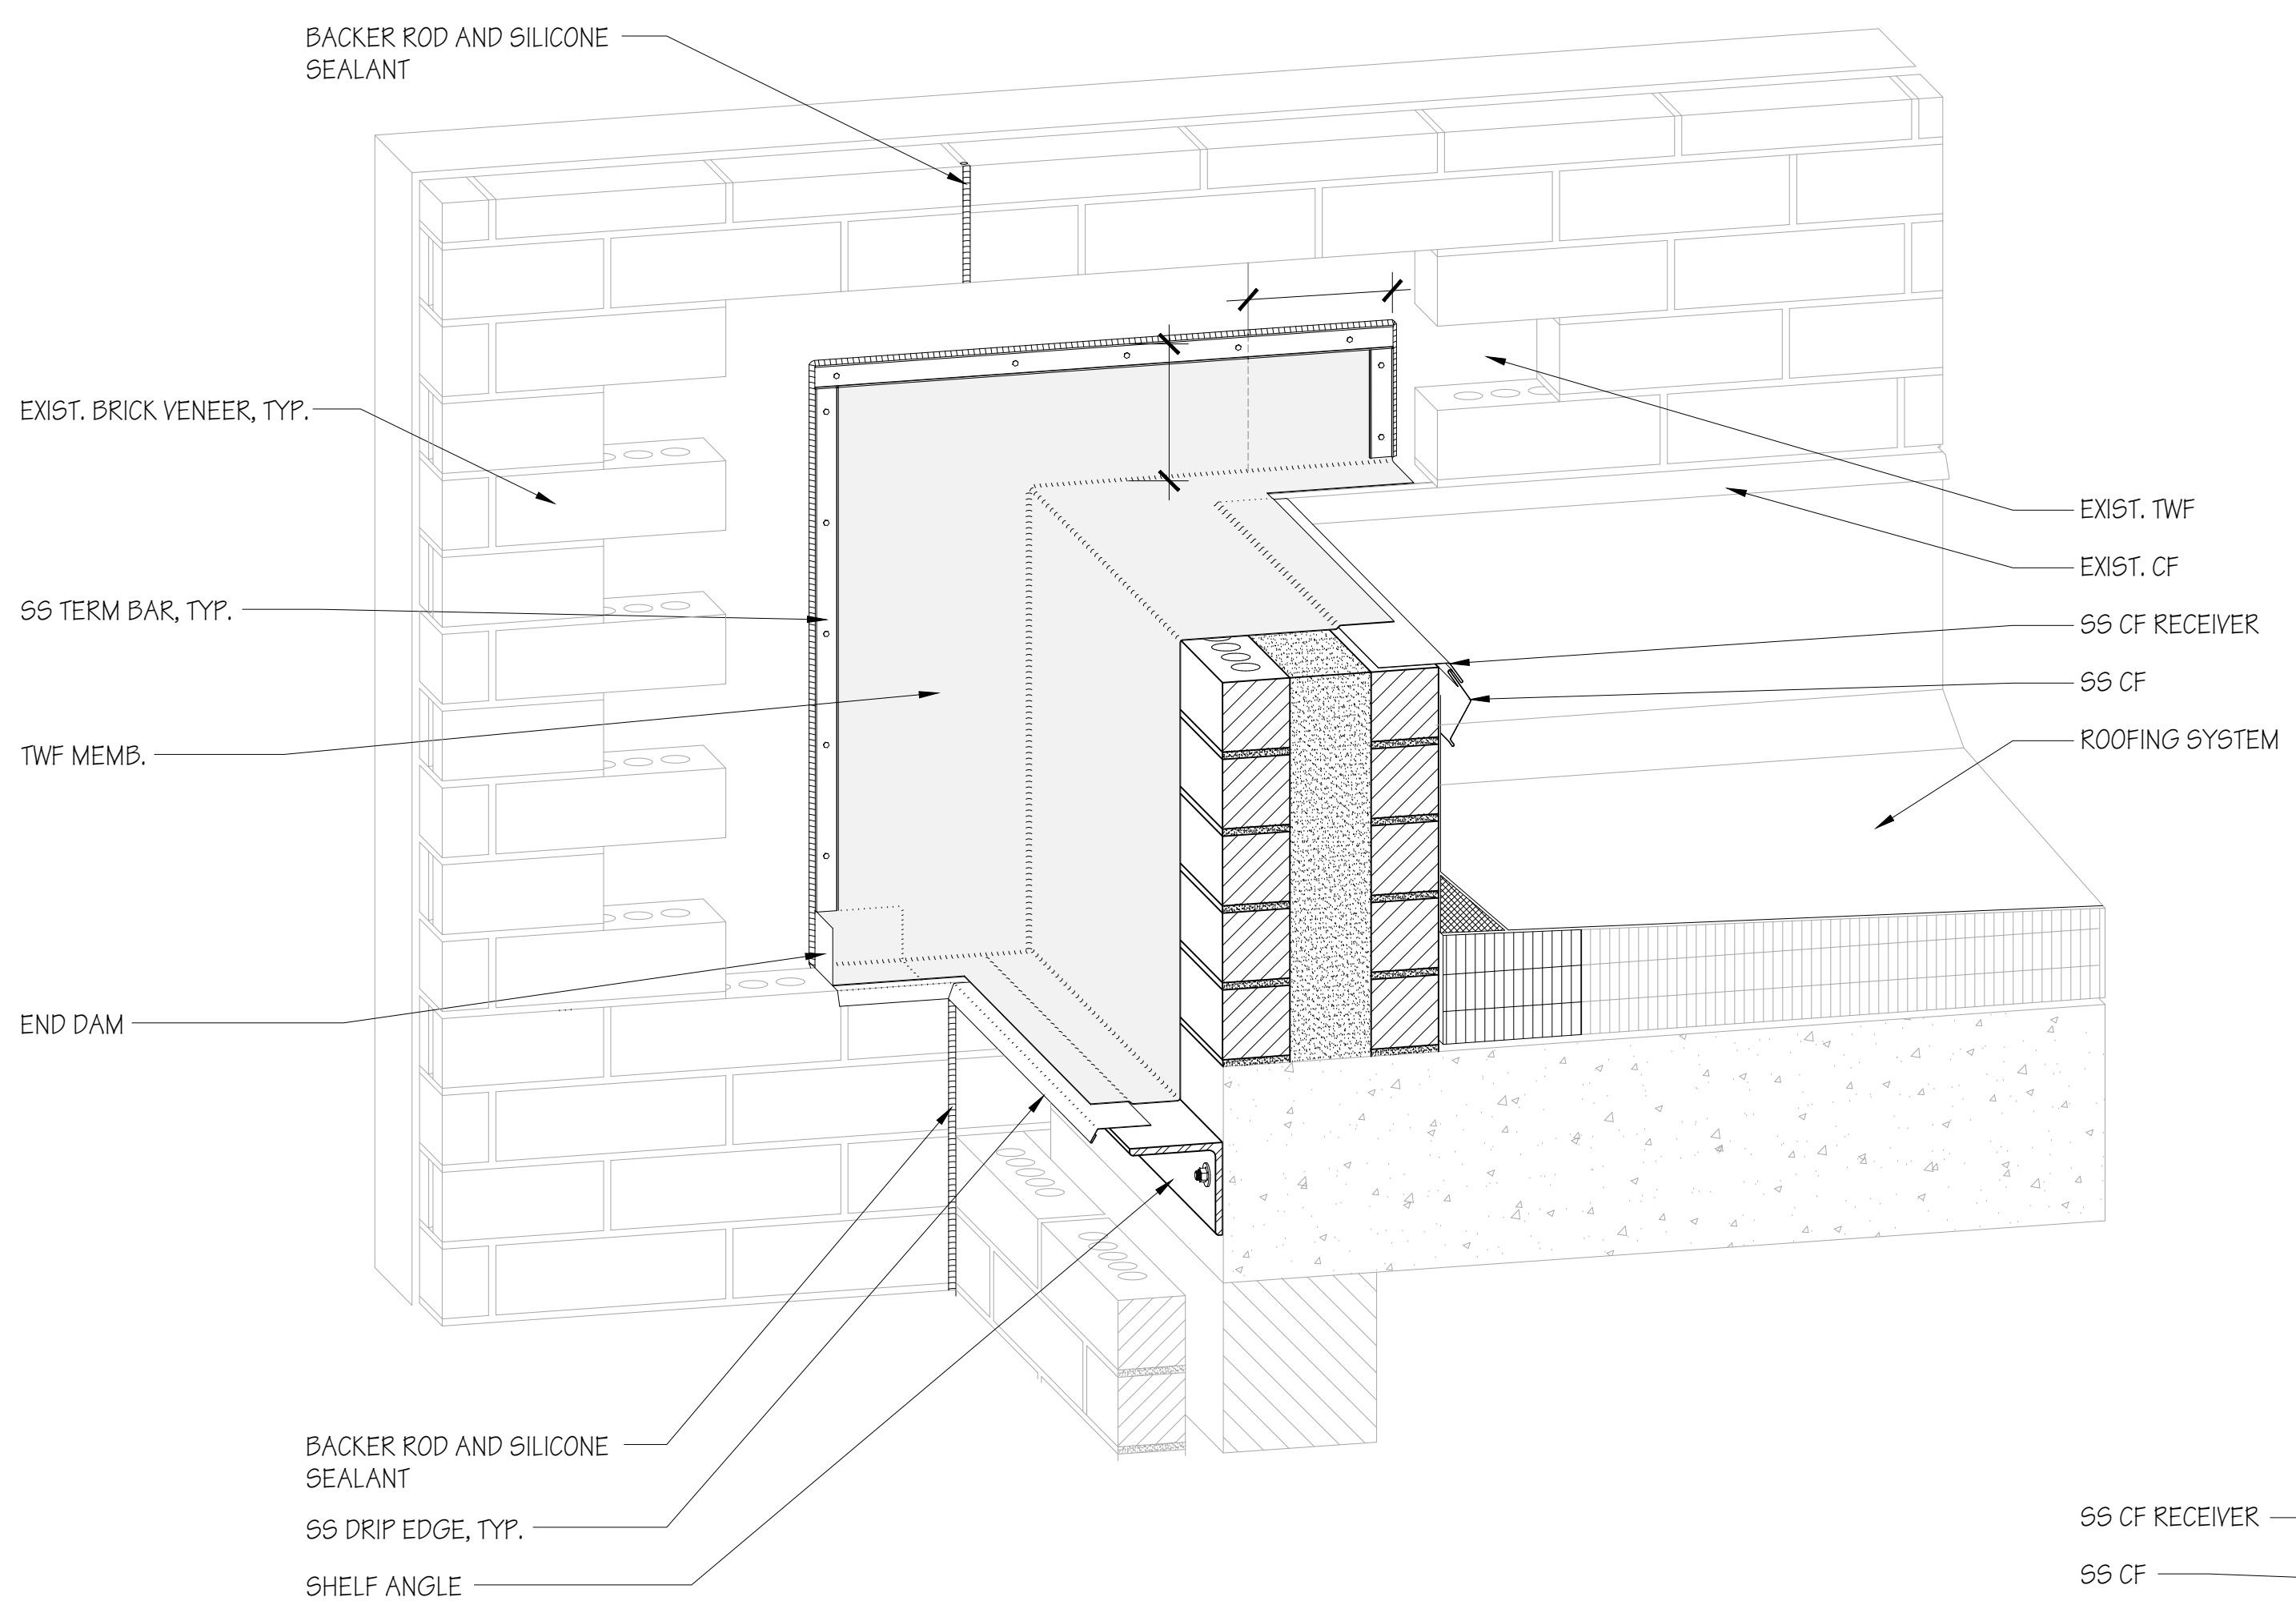 BACKER ROD AND SILICONE
SEALANT
EXIST. BRICK VENEER, TYP.
SS TERM BAR, TYP.
TWF MEMB.
END DAM
BACKER ROD AND SILICONE
SEALANT
SS DRIP EDGE, TYP.
SHELF ANGLE
EXIST. TWF
EXIST. CF
SS CF RECEIVER
SS CF
ROOFING SYSTEM
SS CF RECEIVER
SS CF